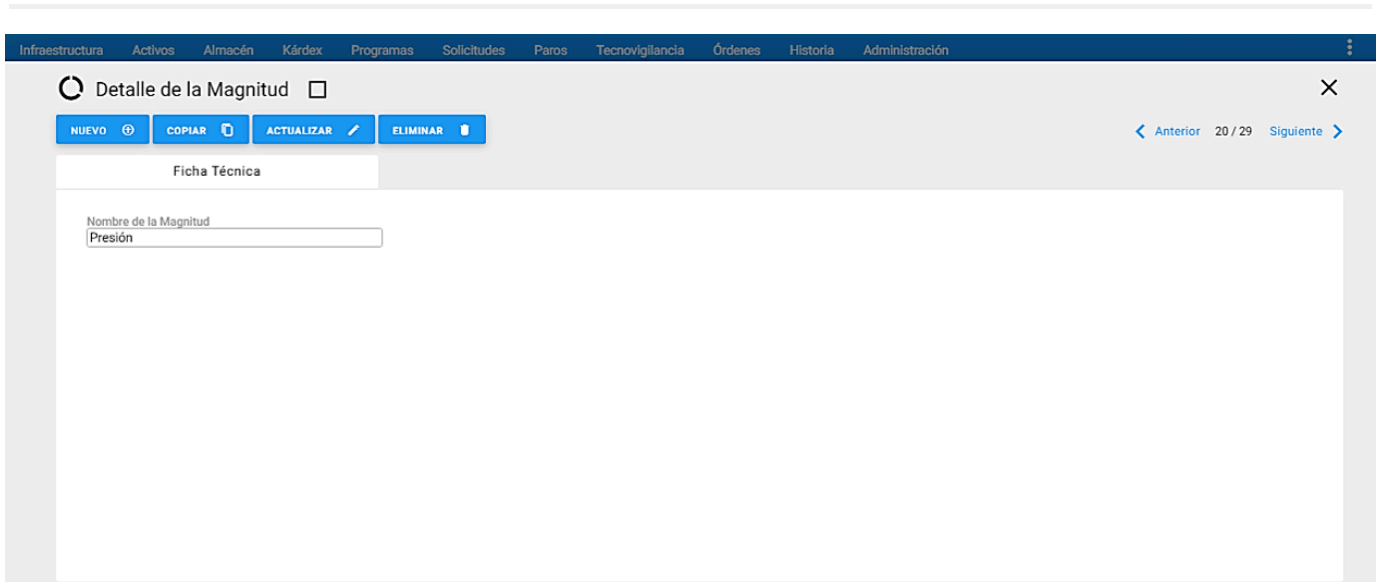 Infraestructura Activos Almacén Kárdex Programas Solicitudes Paros Tecnovigilancia Órdenes Historia Administración
Detalle de la Magnitud
NUEVO COPIAR ACTUALIZAR ELIMINAR Anterior 20 / 29 Siguiente
Ficha Técnica
Nombre de la Magnitud
Presión